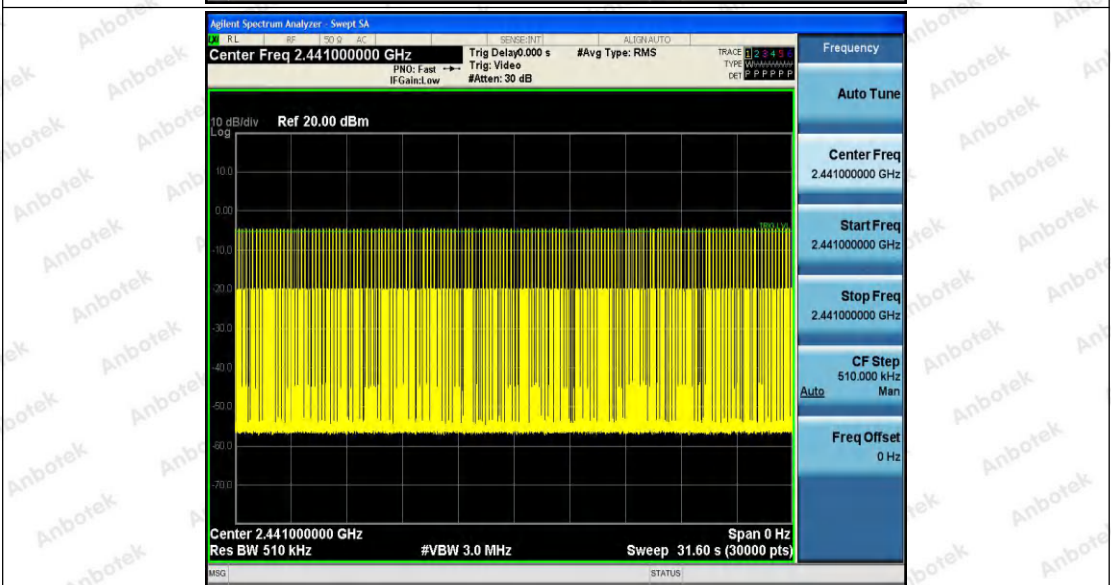 Agilent Spectrum Analyzer - Swept SA
RL RF 50 Ω AC SENSE:INT ALIGNAUTO
Center Freq 2.441000000 GHz
PNO: Fast
IFGain:Low
Trig Delay0.000 s
Trig: Video
#Atten: 30 dB
#Avg Type: RMS
TRACE 1 2 3 4 5 6
TYPE
DET P P P P P P
10 dB/div Ref 20.00 dBm
Log
10.0
0.00
TRIG LVL
-10.0
-20.0
-30.0
-40.0
-50.0
-60.0
-70.0
Center 2.441000000 GHz
Span 0 Hz
Res BW 510 kHz
#VBW 3.0 MHz
Sweep 31.60 s (30000 pts)
MSG
STATUS
Frequency
Auto Tune
Center Freq
2.441000000 GHz
Start Freq
2.441000000 GHz
Stop Freq
2.441000000 GHz
CF Step
510.000 kHz
Auto Man
Freq Offset
0 Hz
Anbotek